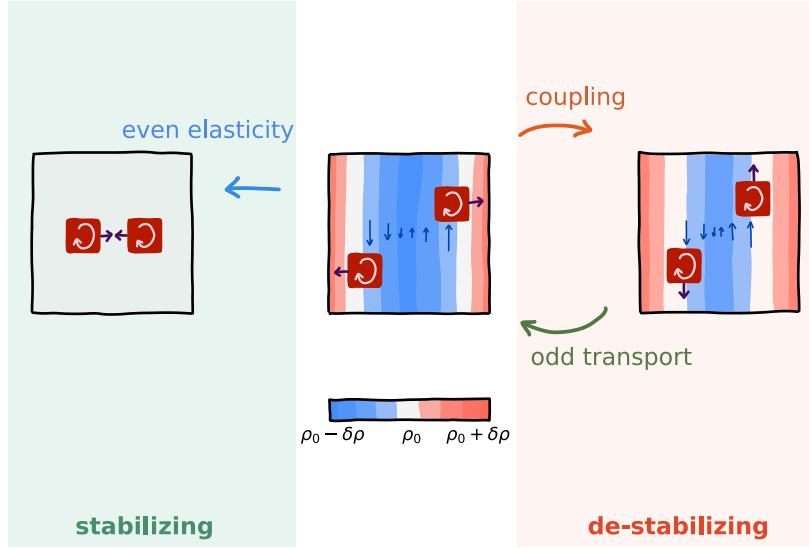 coupling
even elasticity
odd transport
ρ₀ − δρ ρ₀ ρ₀ + δρ
stabilizing de-stabilizing